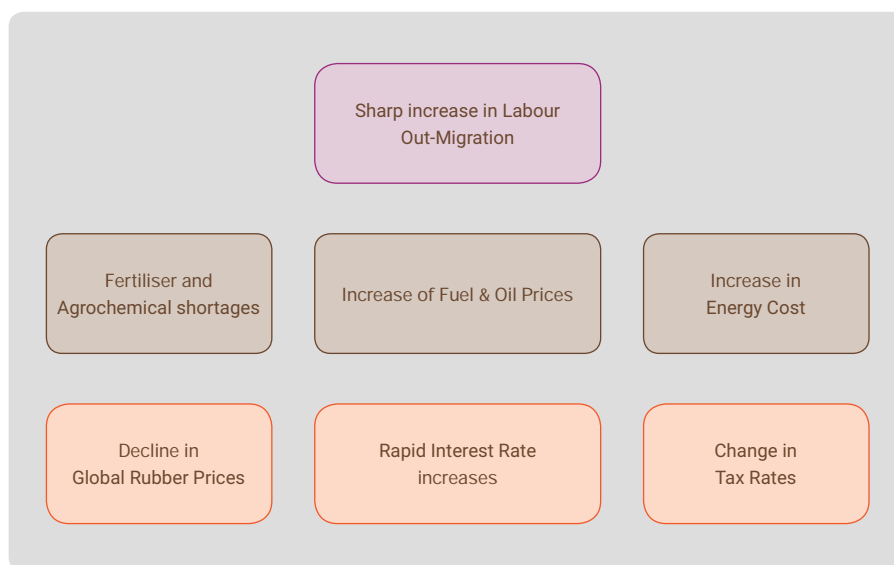 Sharp increase in Labour
Out-Migration
Fertiliser and
Agrochemical shortages
Increase of Fuel & Oil Prices
Increase in
Energy Cost
Decline in
Global Rubber Prices
Rapid Interest Rate
increases
Change in
Tax Rates